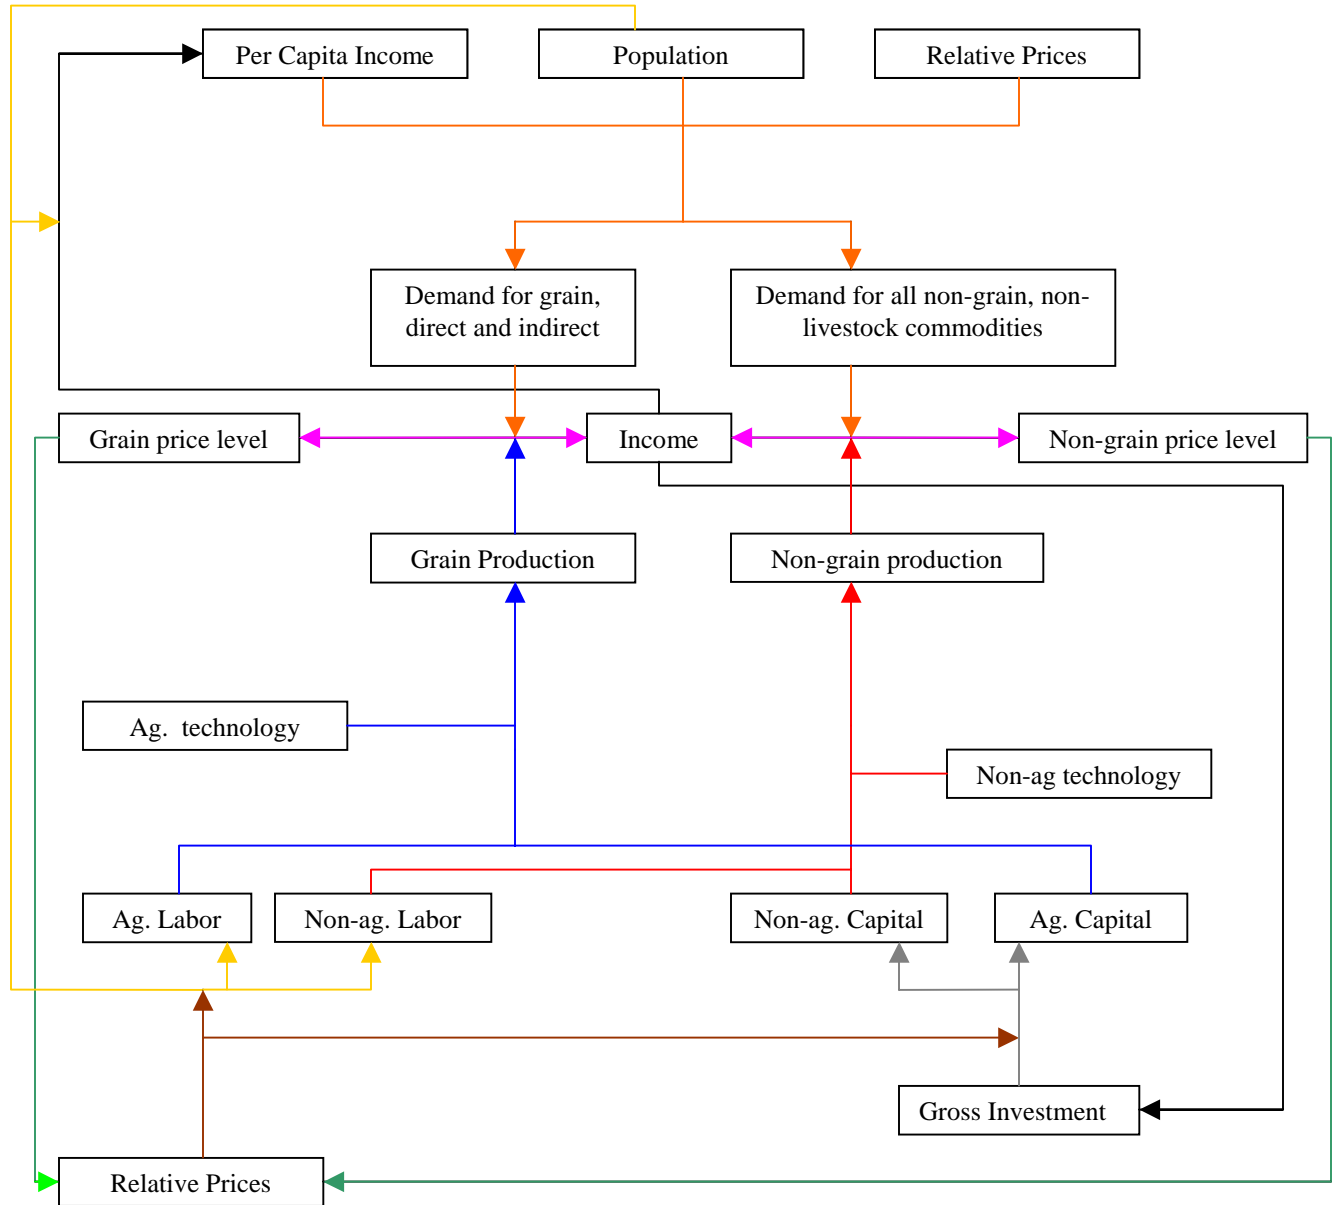 Per Capita Income
Population
Relative Prices
Demand for grain,
direct and indirect
Demand for all non-grain, non-
livestock commodities
Grain price level
Income
Non-grain price level
Grain Production
Non-grain production
Ag.  technology
Non-ag technology
Ag. Labor
Non-ag. Labor
Non-ag. Capital
Ag. Capital
Gross Investment
Relative Prices